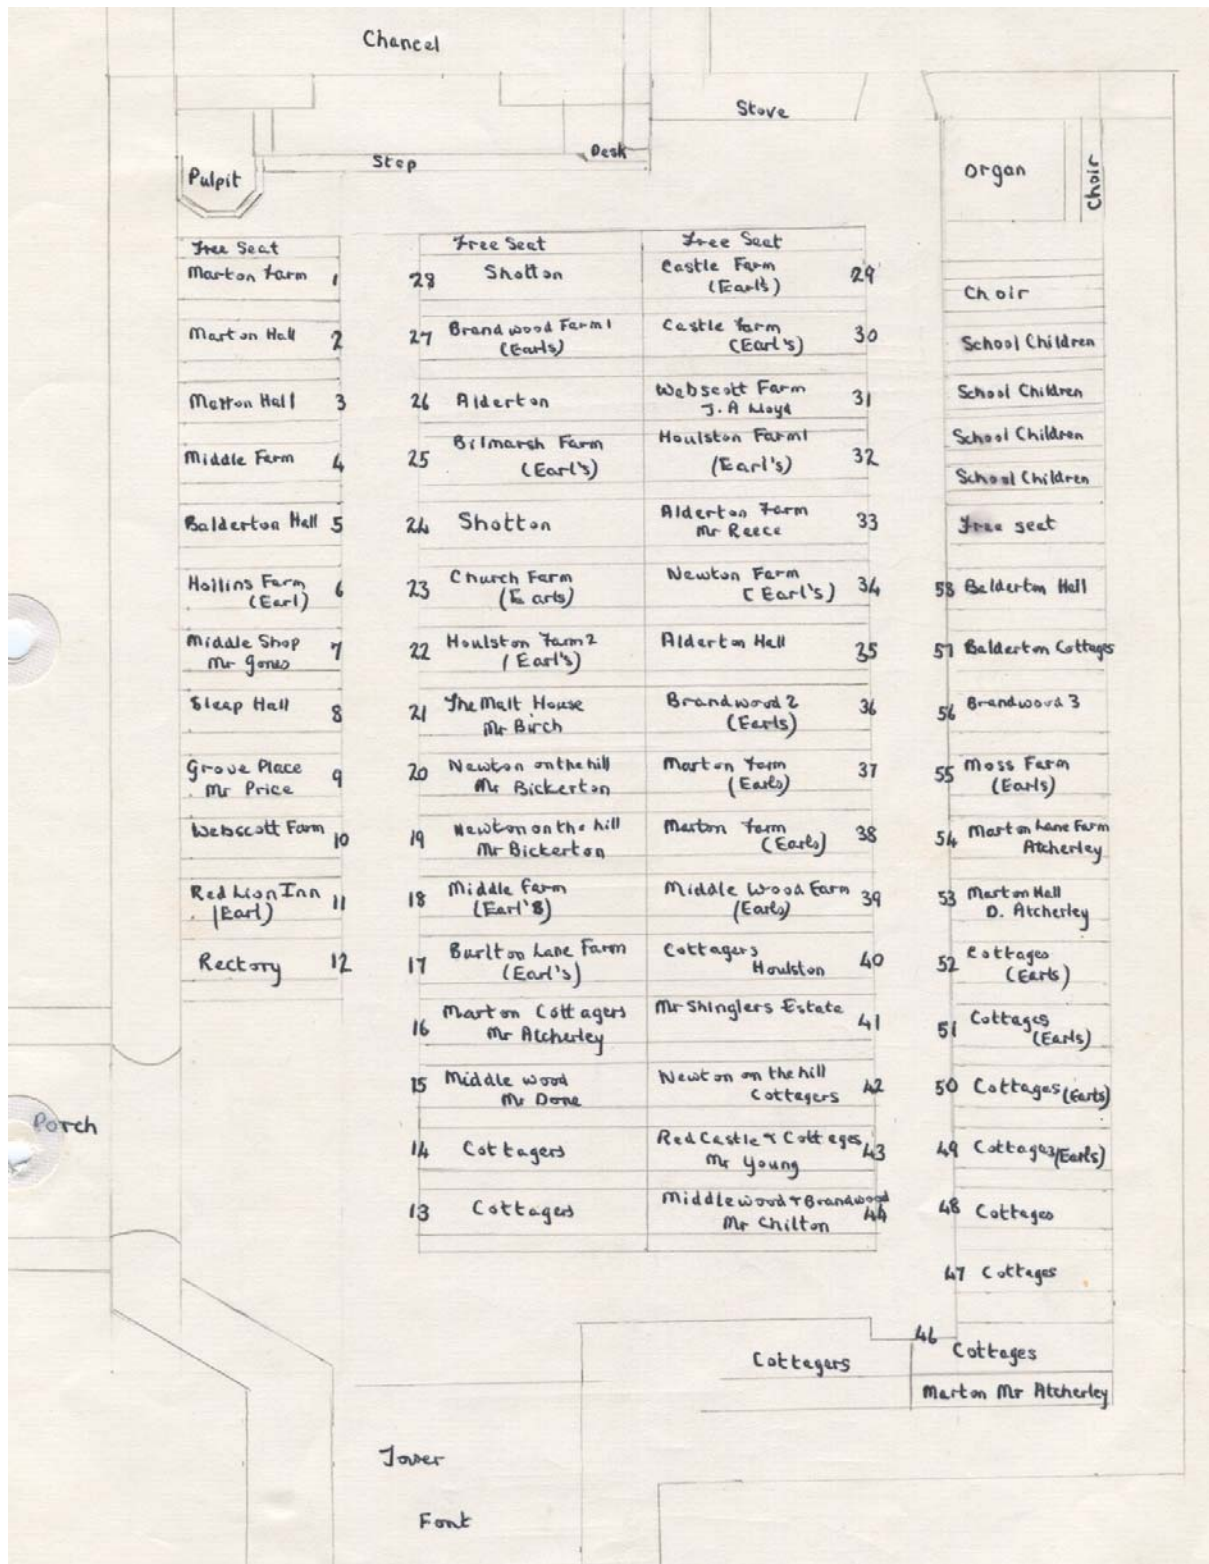 Chancel
Stove
Step
Desk
Pulpit
Organ
Choir
Free Seat
Marton Farm 1
Marton Hall 2
Marton Hall 3
Middle Farm 4
Balderton Hall 5
Hollins Farm 6
(Earl)
Middle Shop 7
Mr Jones
Sleap Hall 8
Grove Place 9
Mr Price
Webscott Farm 10
Red Lion Inn 11
(Earl)
Rectory 12
Free Seat
28 Shotton
27 Brandwood Farm 1
(Earls)
26 Alderton
25 Bilmarsh Farm
(Earl's)
24 Shotton
23 Church Farm
(Earls)
22 Houlston Farm 2
(Earl's)
21 The Malt House
Mr Birch
20 Newton on the hill
Mr Bickerton
19 Newton on the hill
Mr Bickerton
18 Middle Farm
(Earl's)
17 Burlton Lane Farm
(Earl's)
16 Marton Cottagers
Mr Atcherley
15 Middle wood
Mr Done
14 Cottagers
13 Cottagers
Free Seat
Castle Farm 29
(Earl's)
Castle Farm 30
(Earl's)
Webscott Farm 31
J. A Lloyd
Houlston Farm 1 32
(Earl's)
Alderton Farm 33
Mr Reece
Newton Farm 34
(Earl's)
Alderton Hall 35
Brandwood 2 36
(Earls)
Marton Farm 37
(Earls)
Marton Farm 38
(Earls)
Middle Wood Farm 39
(Earls)
Cottagers 40
Houlston
Mr Shinglers Estate 41
Newton on the hill 42
Cottagers
Red Castle & Cottages 43
Mr Young
Middlewood & Brandwood
Mr Chilton 44
Choir
School Children
School Children
School Children
School Children
Free seat
58 Balderton Hall
57 Balderton Cottages
56 Brandwood 3
55 Moss Farm
(Earls)
54 Marton Lane Farm
Atcherley
53 Marton Hall
D. Atcherley
52 Cottages
(Earls)
51 Cottages
(Earls)
50 Cottages (Earls)
49 Cottages (Earls)
48 Cottages
47 Cottages
46
Cottages
Marton Mr Atcherley
Cottagers
Porch
Tower
Font